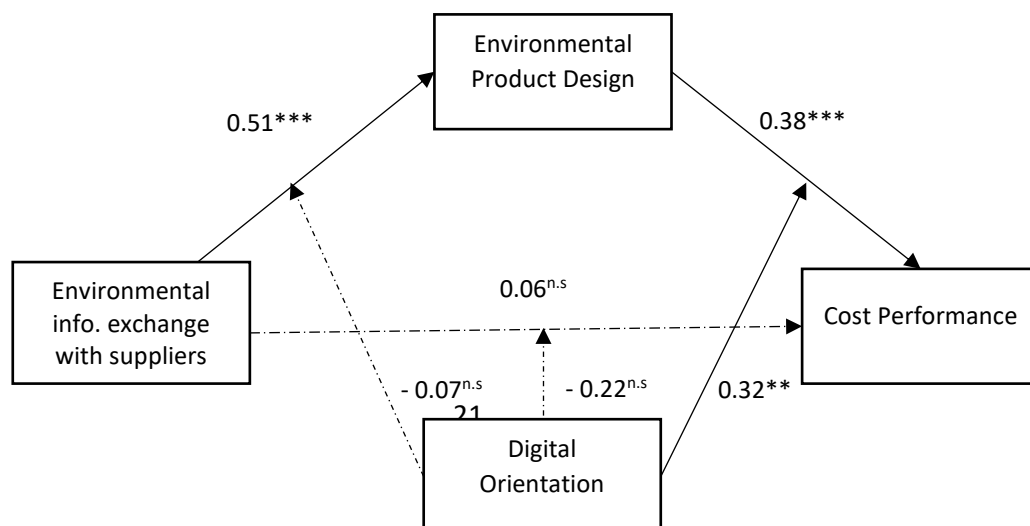 Environmental
Product Design
0.51***
0.38***
Environmental
info. exchange
with suppliers
0.06n.s
Cost Performance
- 0.07n.s
- 0.22n.s
0.32**
21
Digital
Orientation